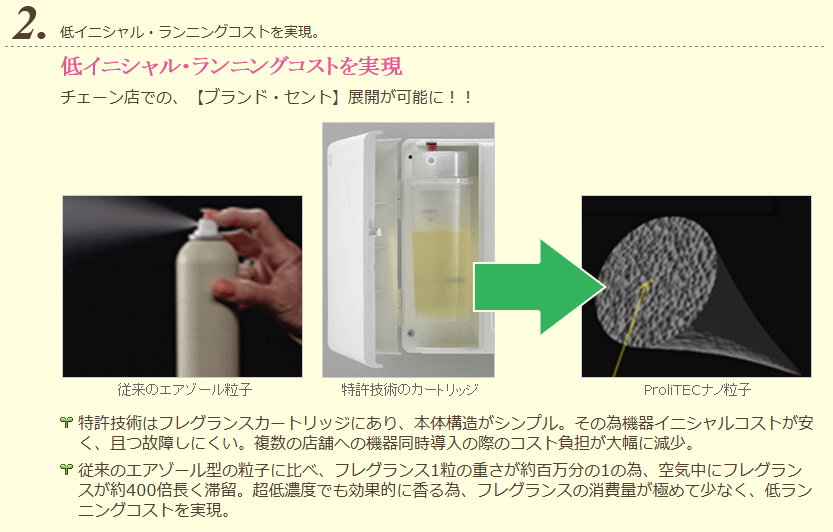 2. 低イニシャル・ランニングコストを実現。
低イニシャル・ランニングコストを実現
チェーン店での、【ブランド・セント】展開が可能に！！
従来のエアゾール粒子
特許技術のカートリッジ
ProliTECナノ粒子
特許技術はフレグランスカートリッジにあり、本体構造がシンプル。その為機器イニシャルコストが安
く、且つ故障しにくい。複数の店舗への機器同時導入の際のコスト負担が大幅に減少。
従来のエアゾール型の粒子に比べ、フレグランス1粒の重さが約百万分の1の為、空気中にフレグラン
スが約400倍長く滞留。超低濃度でも効果的に香る為、フレグランスの消費量が極めて少なく、低ラン
ニングコストを実現。